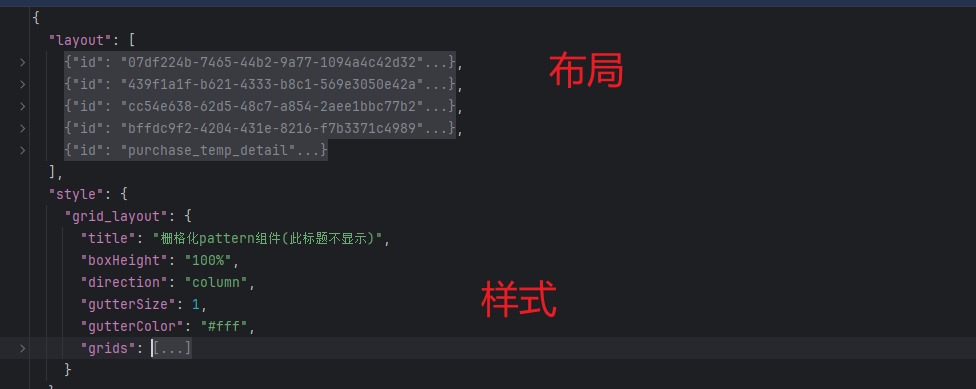 {
"layout": [
{"id": "07df224b-7465-44b2-9a77-1094a4c42d32"...},
{"id": "439f1a1f-b621-4333-b8c1-569e3050e42a"...},
布局
{"id": "cc54e638-62d5-48c7-a854-2aee1bbc77b2"...},
{"id": "bffdc9f2-4204-431e-8216-f7b3371c4989"...},
{"id": "purchase_temp_detail"...}
],
"style": {
"grid_layout": {
"title": "栅格化pattern组件(此标题不显示)",
"boxHeight": "100%",
"direction": "column",
样式
"gutterSize": 1,
"gutterColor": "#fff",
"grids": [...]
}